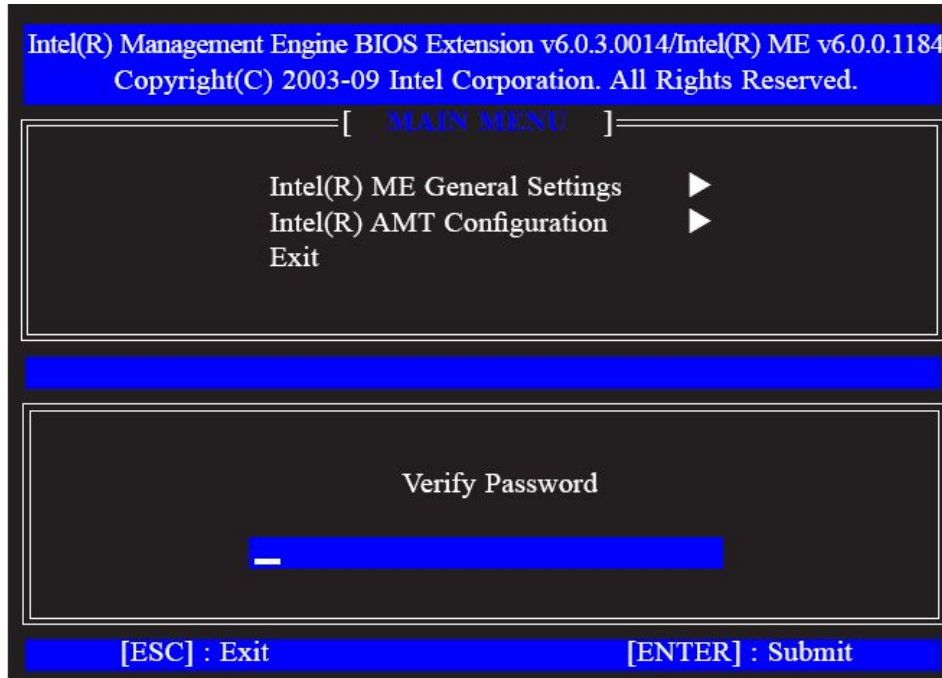 Intel(R) Management Engine BIOS Extension v6.0.3.0014/Intel(R) ME v6.0.0.1184
Copyright(C) 2003-09 Intel Corporation. All Rights Reserved.
[ MAIN MENU ]
Intel(R) ME General Settings ▶
Intel(R) AMT Configuration ▶
Exit
Verify Password
[ESC] : Exit [ENTER] : Submit